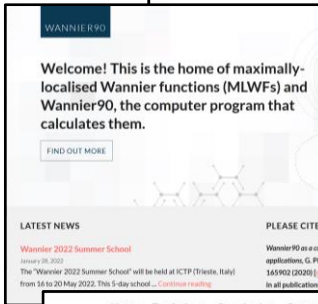 WANNIER90
Welcome! This is the home of maximally-
localised Wannier functions (MLWFs) and
Wannier90, the computer program that
calculates them.
FIND OUT MORE
LATEST NEWS
Wannier 2022 Summer School
January 28, 2022
The "Wannier 2022 Summer School" will be held at ICTP (Trieste, Italy)
from 16 to 20 May 2022. This 5-day school ... Continue reading
PLEASE CITE
Wannier90 as a c
applications, G. P
165902 (2020) [
in all publication